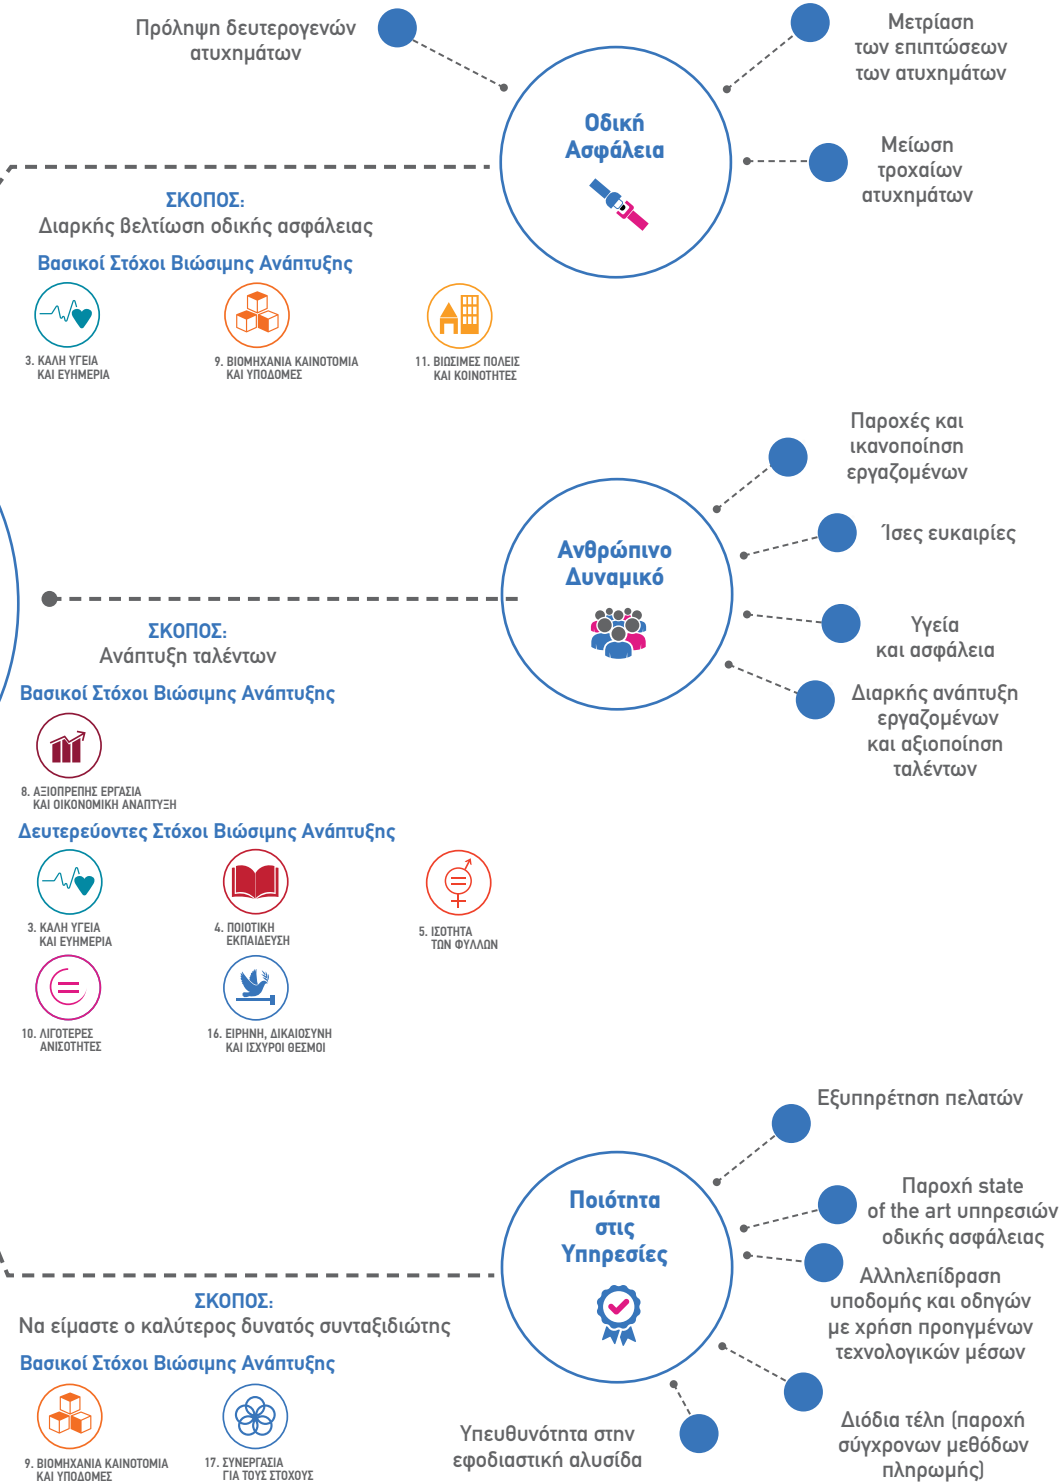 Πρόληψη δευτερογενών
ατυχημάτων
Μετρίαση
των επιπτώσεων
των ατυχημάτων
Οδική
Ασφάλεια
Μείωση
τροχαίων
ατυχημάτων
ΣΚΟΠΟΣ:
Διαρκής βελτίωση οδικής ασφάλειας
Βασικοί Στόχοι Βιώσιμης Ανάπτυξης
3. ΚΑΛΗ ΥΓΕΙΑ
ΚΑΙ ΕΥΗΜΕΡΙΑ
9. ΒΙΟΜΗΧΑΝΙΑ ΚΑΙΝΟΤΟΜΙΑ
ΚΑΙ ΥΠΟΔΟΜΕΣ
11. ΒΙΩΣΙΜΕΣ ΠΟΛΕΙΣ
ΚΑΙ ΚΟΙΝΟΤΗΤΕΣ
Παροχές και
ικανοποίηση
εργαζομένων
Ίσες ευκαιρίες
Ανθρώπινο
Δυναμικό
Υγεία
και ασφάλεια
Διαρκής ανάπτυξη
εργαζομένων
και αξιοποίηση
ταλέντων
ΣΚΟΠΟΣ:
Ανάπτυξη ταλέντων
Βασικοί Στόχοι Βιώσιμης Ανάπτυξης
8. ΑΞΙΟΠΡΕΠΗΣ ΕΡΓΑΣΙΑ
ΚΑΙ ΟΙΚΟΝΟΜΙΚΗ ΑΝΑΠΤΥΞΗ
Δευτερεύοντες Στόχοι Βιώσιμης Ανάπτυξης
3. ΚΑΛΗ ΥΓΕΙΑ
ΚΑΙ ΕΥΗΜΕΡΙΑ
4. ΠΟΙΟΤΙΚΗ
ΕΚΠΑΙΔΕΥΣΗ
5. ΙΣΟΤΗΤΑ
ΤΩΝ ΦΥΛΛΩΝ
10. ΛΙΓΟΤΕΡΕΣ
ΑΝΙΣΟΤΗΤΕΣ
16. ΕΙΡΗΝΗ, ΔΙΚΑΙΟΣΥΝΗ
ΚΑΙ ΙΣΧΥΡΟΙ ΘΕΣΜΟΙ
Εξυπηρέτηση πελατών
Ποιότητα
στις
Υπηρεσίες
Παροχή state
of the art υπηρεσιών
οδικής ασφάλειας
Αλληλεπίδραση
υποδομής και οδηγών
με χρήση προηγμένων
τεχνολογικών μέσων
ΣΚΟΠΟΣ:
Να είμαστε ο καλύτερος δυνατός συνταξιδιώτης
Βασικοί Στόχοι Βιώσιμης Ανάπτυξης
9. ΒΙΟΜΗΧΑΝΙΑ ΚΑΙΝΟΤΟΜΙΑ
ΚΑΙ ΥΠΟΔΟΜΕΣ
17. ΣΥΝΕΡΓΑΣΙΑ
ΓΙΑ ΤΟΥΣ ΣΤΟΧΟΥΣ
Υπευθυνότητα στην
εφοδιαστική αλυσίδα
Διόδια τέλη (παροχή
σύγχρονων μεθόδων
πληρωμής)